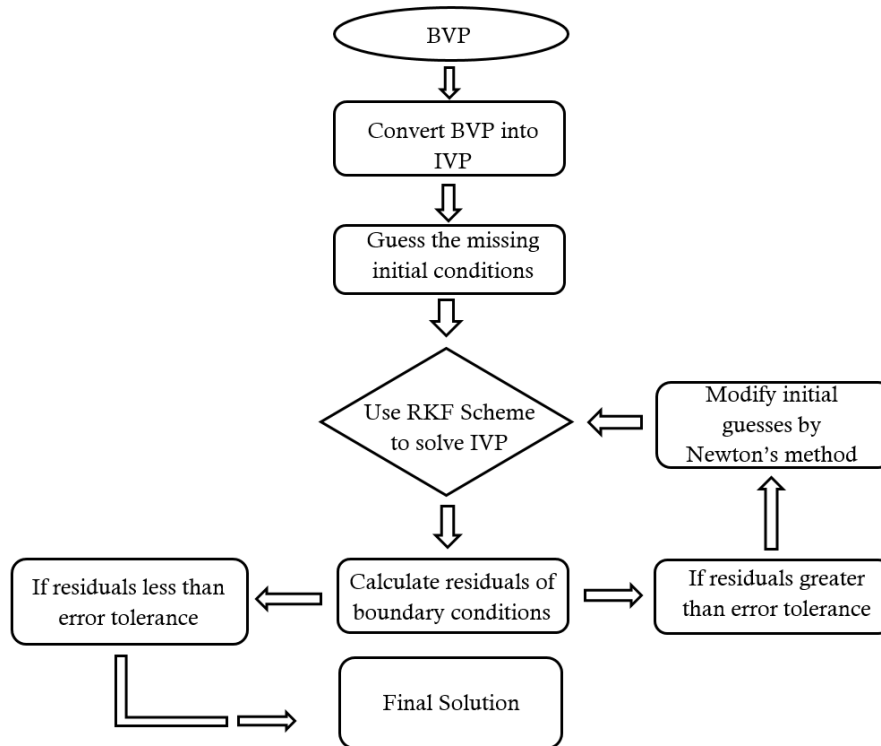 BVP
Convert BVP into
IVP
Guess the missing
initial conditions
Use RKF Scheme
to solve IVP
Modify initial
guesses by
Newton’s method
If residuals less than
error tolerance
Calculate residuals of
boundary conditions
If residuals greater
than error tolerance
Final Solution